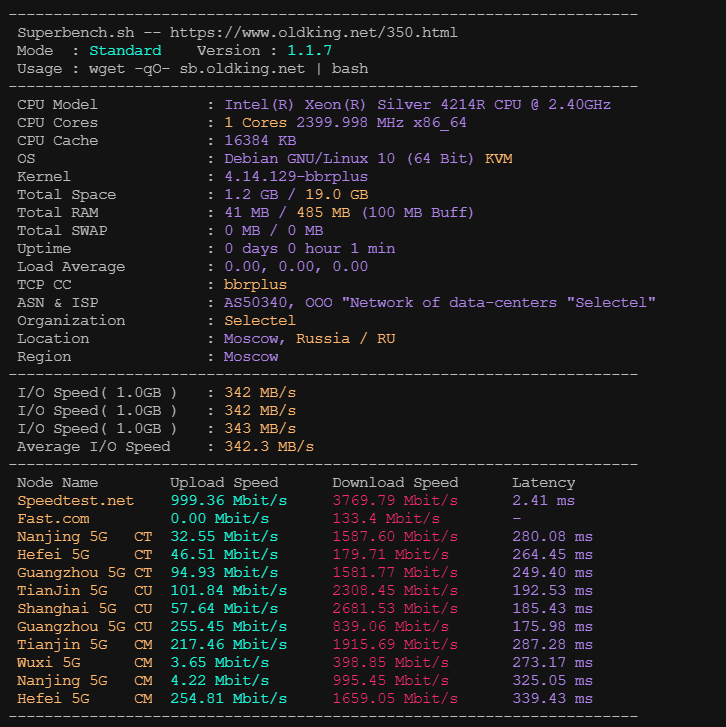 ----------------------------------------------------------------------
Superbench.sh -- https://www.oldking.net/350.html
Mode  : Standard    Version : 1.1.7
Usage : wget -qO- sb.oldking.net | bash
----------------------------------------------------------------------
CPU Model            : Intel(R) Xeon(R) Silver 4214R CPU @ 2.40GHz
CPU Cores            : 1 Cores 2399.998 MHz x86_64
CPU Cache            : 16384 KB
OS                   : Debian GNU/Linux 10 (64 Bit) KVM
Kernel               : 4.14.129-bbrplus
Total Space          : 1.2 GB / 19.0 GB
Total RAM            : 41 MB / 485 MB (100 MB Buff)
Total SWAP           : 0 MB / 0 MB
Uptime               : 0 days 0 hour 1 min
Load Average         : 0.00, 0.00, 0.00
TCP CC               : bbrplus
ASN & ISP            : AS50340, OOO "Network of data-centers "Selectel"
Organization         : Selectel
Location             : Moscow, Russia / RU
Region               : Moscow
----------------------------------------------------------------------
I/O Speed( 1.0GB )   : 342 MB/s
I/O Speed( 1.0GB )   : 342 MB/s
I/O Speed( 1.0GB )   : 343 MB/s
Average I/O Speed    : 342.3 MB/s
----------------------------------------------------------------------
Node Name        Upload Speed      Download Speed      Latency
Speedtest.net    999.36 Mbit/s     3769.79 Mbit/s      2.41 ms
Fast.com         0.00 Mbit/s       133.4 Mbit/s        -
Nanjing 5G   CT  32.55 Mbit/s      1587.60 Mbit/s      280.08 ms
Hefei 5G     CT  46.51 Mbit/s      179.71 Mbit/s       264.45 ms
Guangzhou 5G CT  94.93 Mbit/s      1581.77 Mbit/s      249.40 ms
TianJin 5G   CU  101.84 Mbit/s     2308.45 Mbit/s      192.53 ms
Shanghai 5G  CU  57.64 Mbit/s      2681.53 Mbit/s      185.43 ms
Guangzhou 5G CU  255.45 Mbit/s     839.06 Mbit/s       175.98 ms
Tianjin 5G   CM  217.46 Mbit/s     1915.69 Mbit/s      287.28 ms
Wuxi 5G      CM  3.65 Mbit/s       398.85 Mbit/s       273.17 ms
Nanjing 5G   CM  4.22 Mbit/s       995.45 Mbit/s       325.05 ms
Hefei 5G     CM  254.81 Mbit/s     1659.05 Mbit/s      339.43 ms
----------------------------------------------------------------------